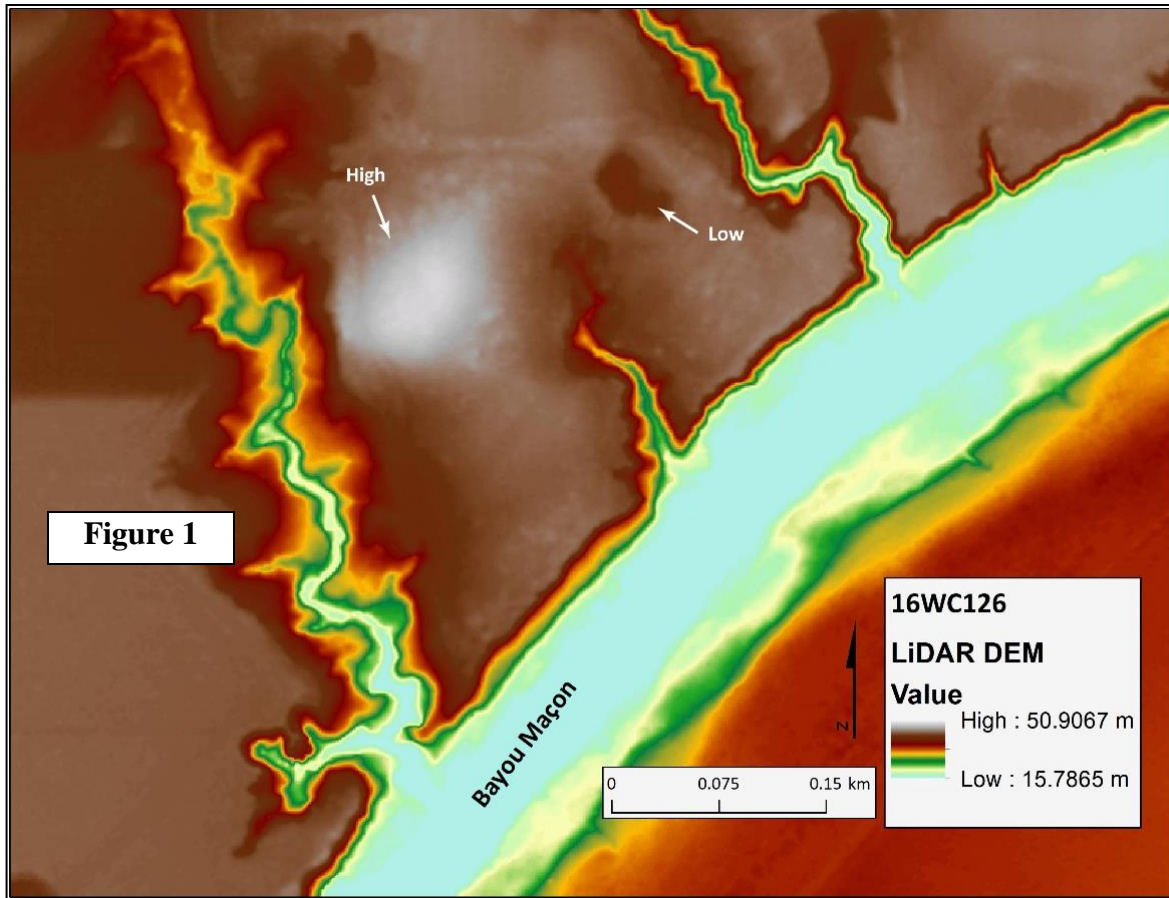 High
Low
Figure 1
Bayou Maçon
16WC126
LiDAR DEM
Value
High : 50.9067 m
Low : 15.7865 m
N
0 0.075 0.15 km